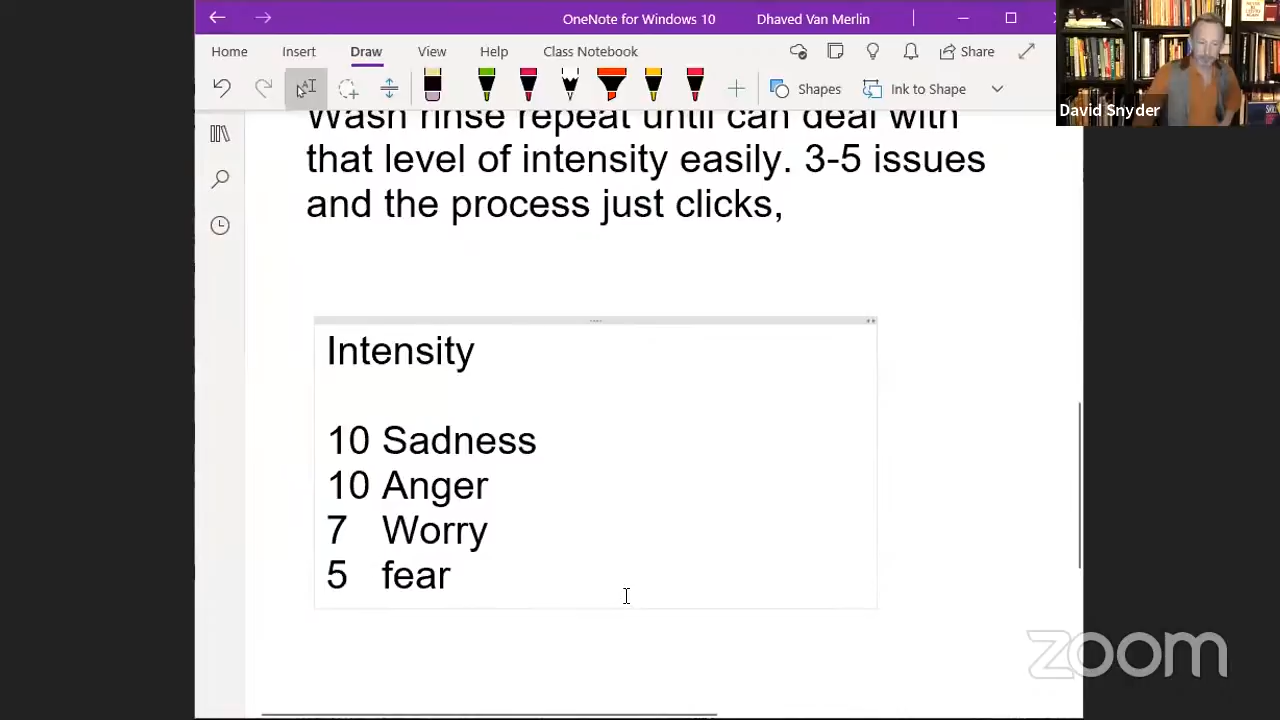 OneNote for Windows 10 Dhaved Van Merlin
Home Insert Draw View Help Class Notebook Share
Shapes Ink to Shape
David Snyder
Wash rinse repeat until can deal with
that level of intensity easily. 3-5 issues
and the process just clicks,
Intensity
10 Sadness
10 Anger
7 Worry
5 fear
zoom